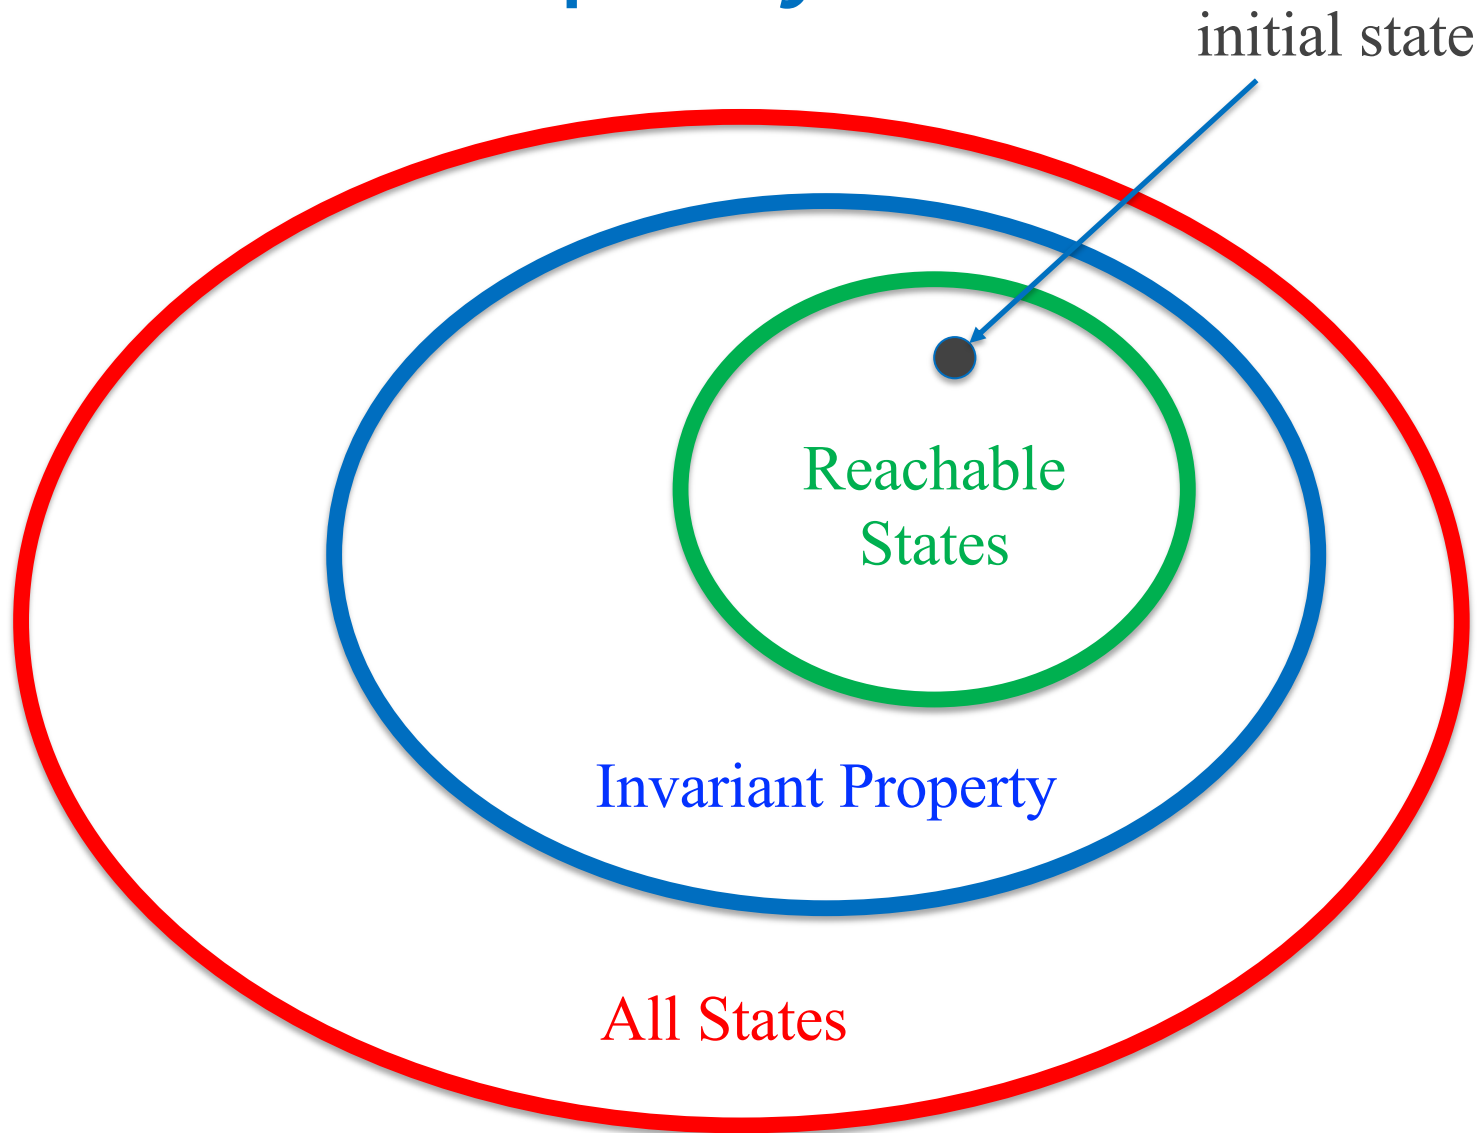 initial state
Reachable
States
Invariant Property
All States